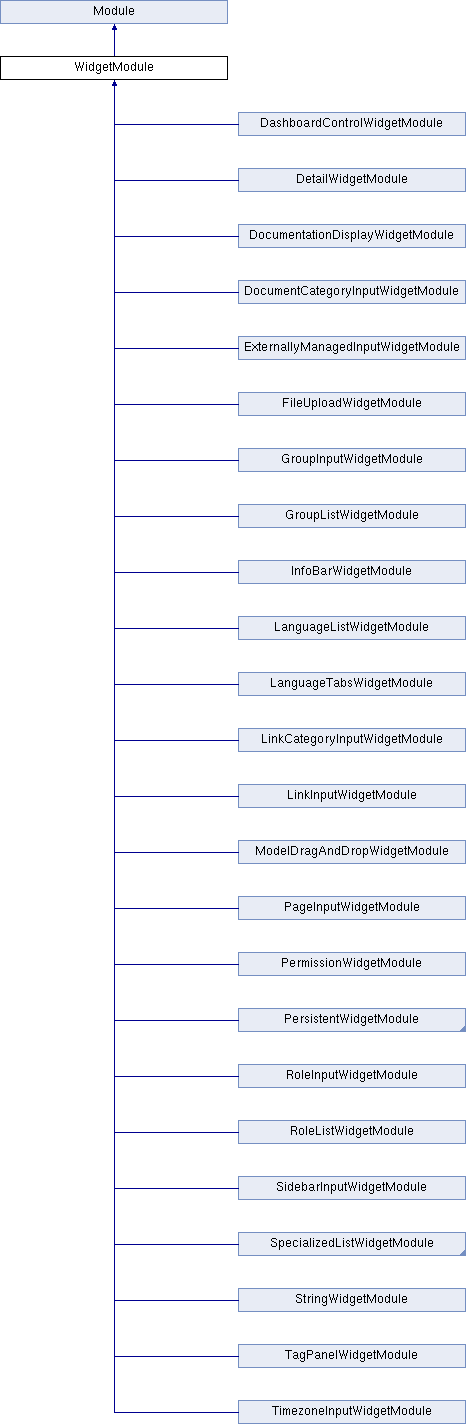 Module
WidgetModule
DashboardControlWidgetModule
DetailWidgetModule
DocumentationDisplayWidgetModule
DocumentCategoryInputWidgetModule
ExternallyManagedInputWidgetModule
FileUploadWidgetModule
GroupInputWidgetModule
GroupListWidgetModule
InfoBarWidgetModule
LanguageListWidgetModule
LanguageTabsWidgetModule
LinkCategoryInputWidgetModule
LinkInputWidgetModule
ModelDragAndDropWidgetModule
PageInputWidgetModule
PermissionWidgetModule
PersistentWidgetModule
RoleInputWidgetModule
RoleListWidgetModule
SidebarInputWidgetModule
SpecializedListWidgetModule
StringWidgetModule
TagPanelWidgetModule
TimezoneInputWidgetModule